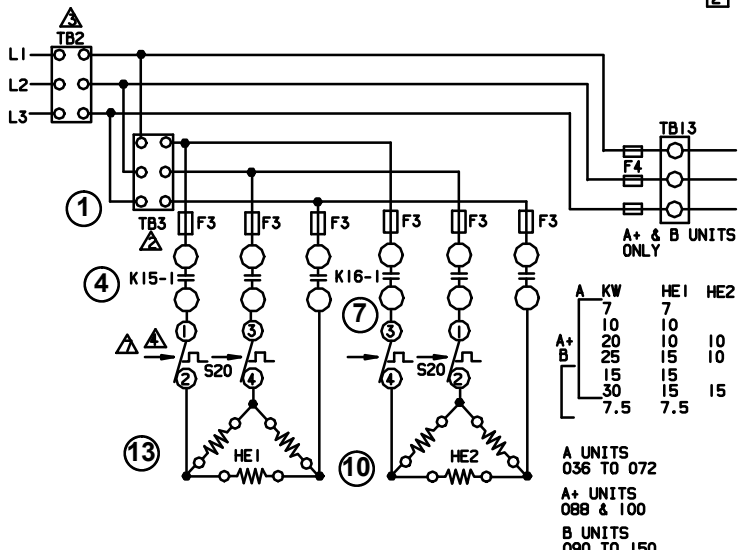 2
3
TB2
L1
L2
L3
TB13
F4
A+ & B UNITS
ONLY
1
TB3
2
F3 F3 F3 F3 F3 F3
4 K15-1 K16-1
7
1 3 3 1
7 4 S20 S20
2 4 4 2
13 HE1 10 HE2
A KW HE1 HE2
7 7
10 10
A+ 20 10 10
B 25 15 10
15 15
30 15 15
7.5 7.5
A UNITS
036 TO 072
A+ UNITS
088 & 100
B UNITS
090 TO 150